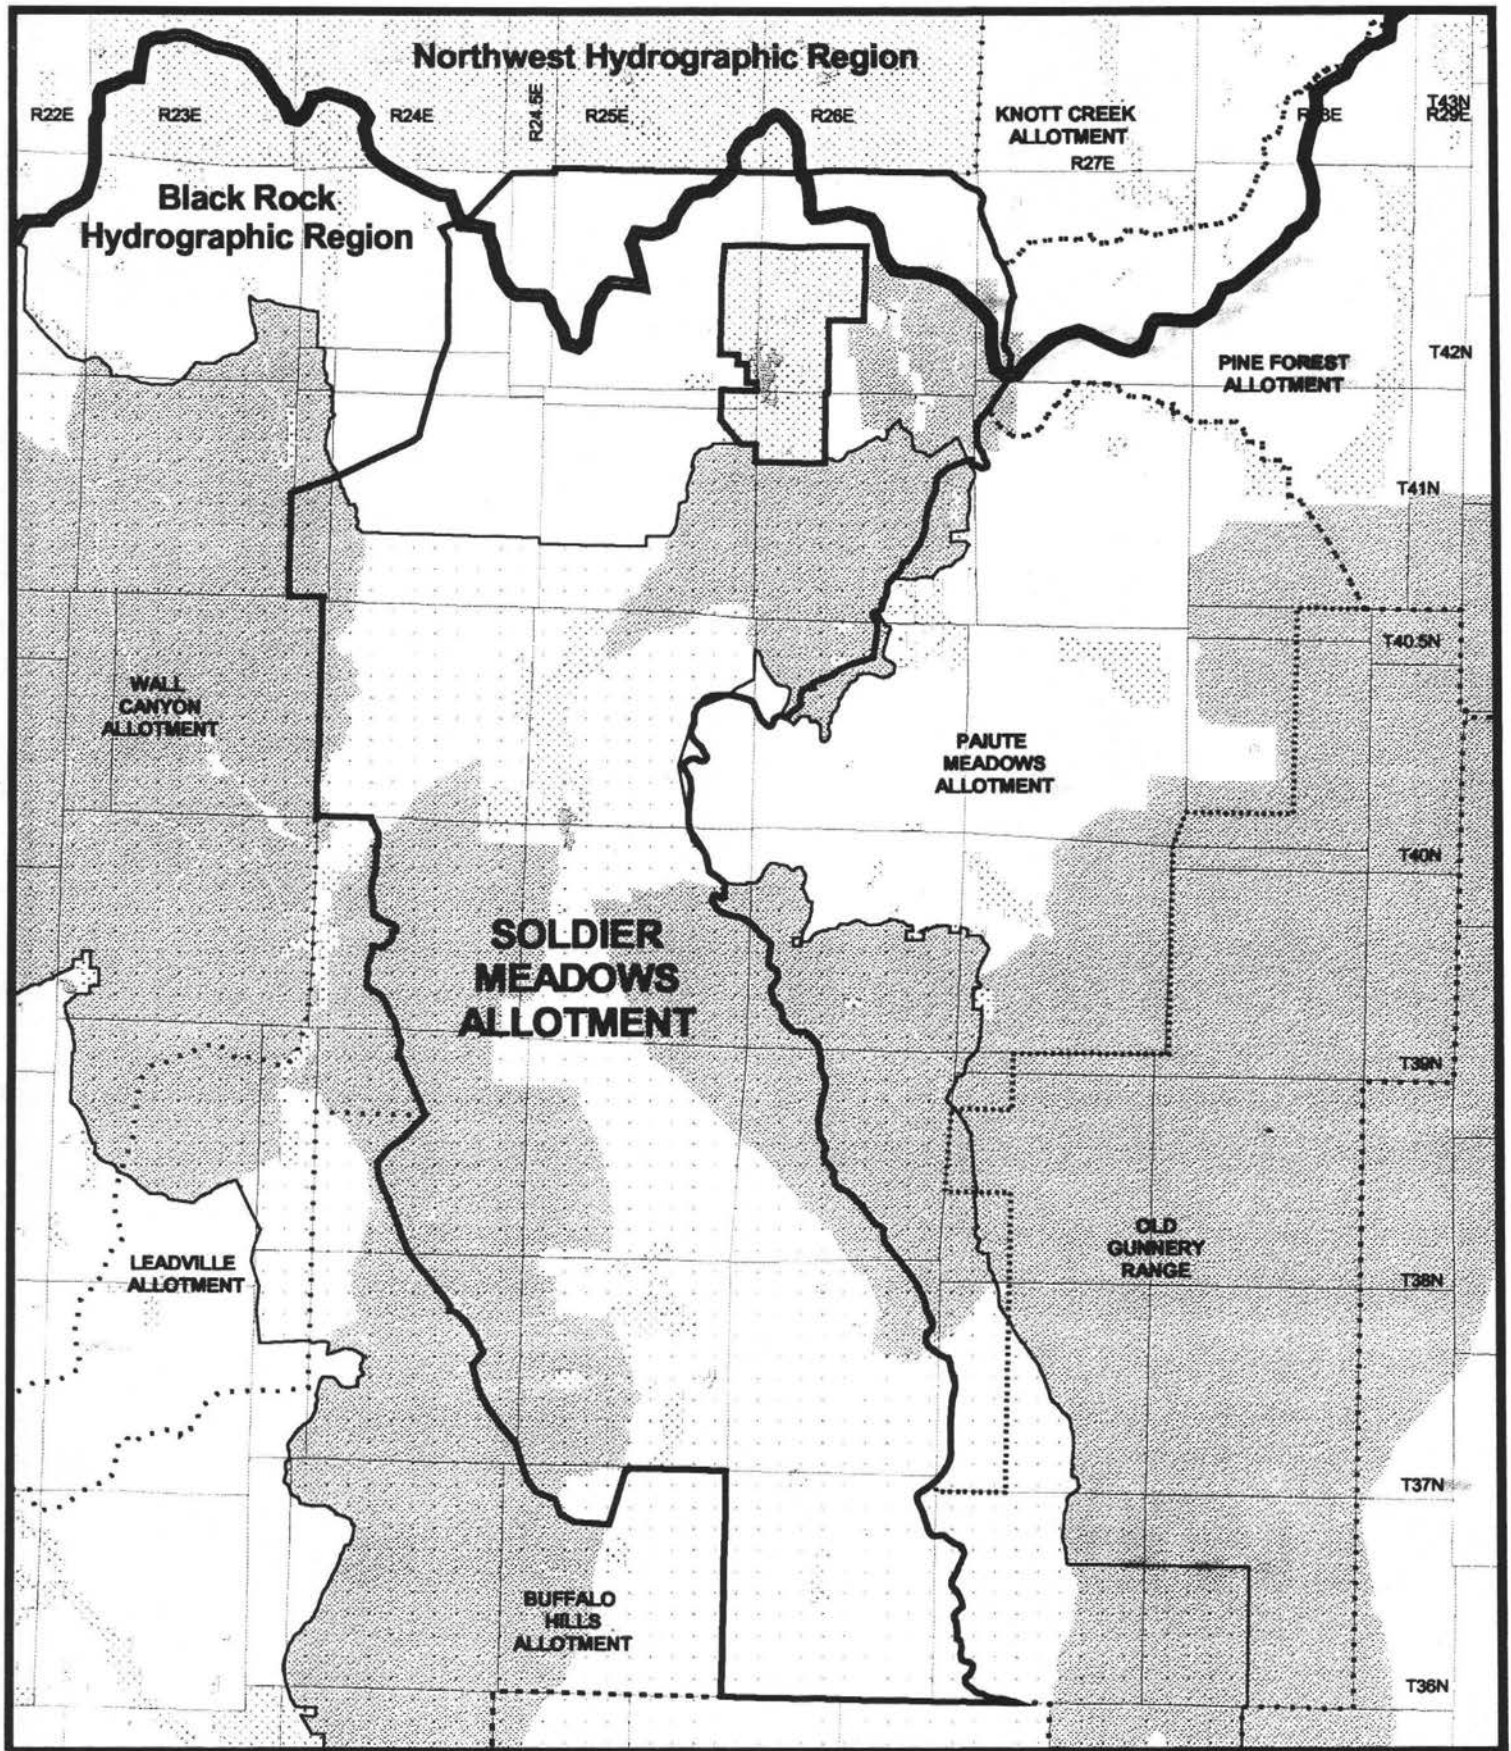 Northwest Hydrographic Region
R22E
R23E
R24E
R24.5E
R25E
R26E
KNOTT CREEK
ALLOTMENT
R27E
T43N
R29E
Black Rock
Hydrographic Region
T42N
PINE FOREST
ALLOTMENT
T41N
T40.5N
WALL
CANYON
ALLOTMENT
PAIUTE
MEADOWS
ALLOTMENT
T40N
SOLDIER
MEADOWS
ALLOTMENT
T39N
OLD
GUNNERY
RANGE
LEADVILLE
ALLOTMENT
T38N
T37N
BUFFALO
HILLS
ALLOTMENT
T36N